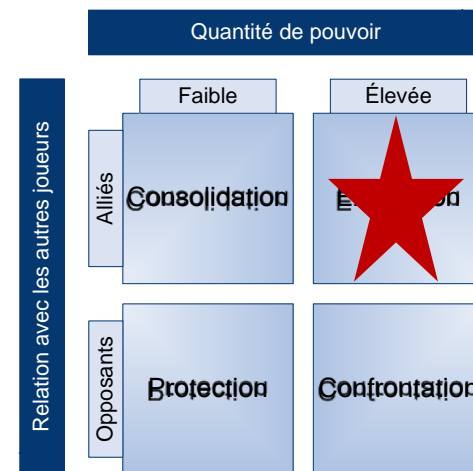 Quantité de pouvoir
Faible
Élevée
Relation avec les autres joueurs
Alliés
Consolidation
Opposants
Protection
Confrontation